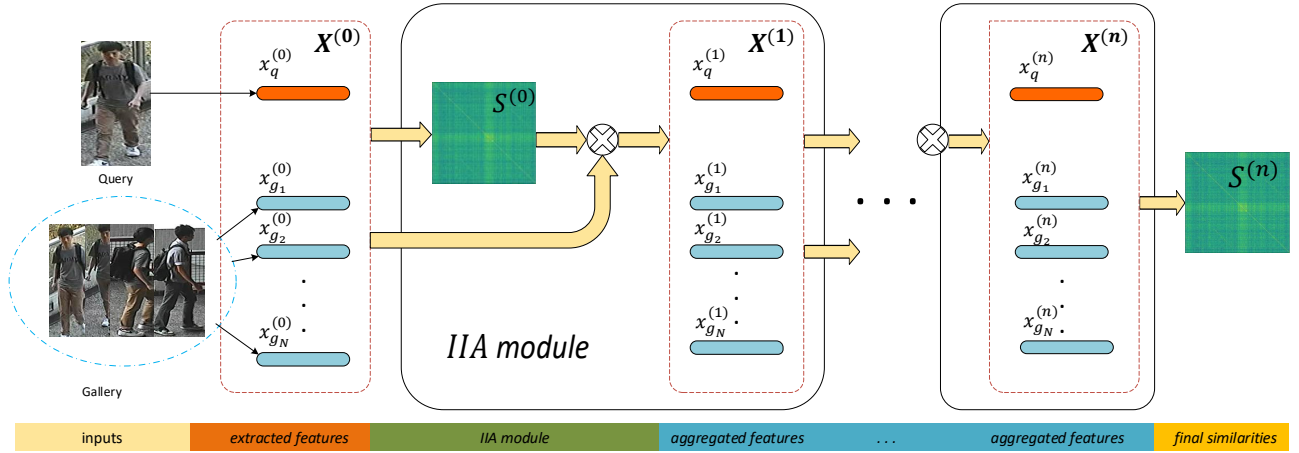 Query
Gallery
X^(0)
x_q^(0)
x_{g_1}^(0)
x_{g_2}^(0)
. . .
x_{g_N}^(0)
S^(0)
IIA module
X^(1)
x_q^(1)
x_{g_1}^(1)
x_{g_2}^(1)
. . .
x_{g_N}^(1)
. . .
X^(n)
x_q^(n)
x_{g_1}^(n)
x_{g_2}^(n)
. . .
x_{g_N}^(n)
S^(n)
inputs
extracted features
IIA module
aggregated features
. . .
aggregated features
final similarities